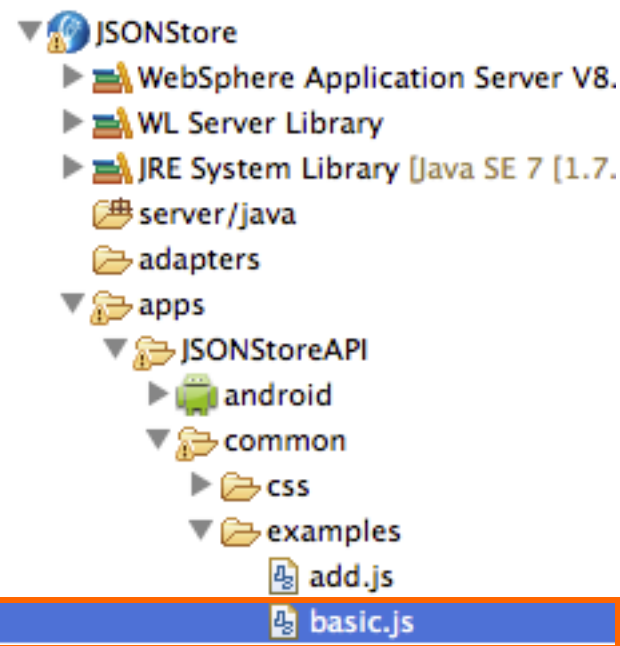 JSONStore
WebSphere Application Server V8.
WL Server Library
JRE System Library [Java SE 7 [1.7.
server/java
adapters
apps
JSONStoreAPI
android
common
css
examples
add.js
basic.js